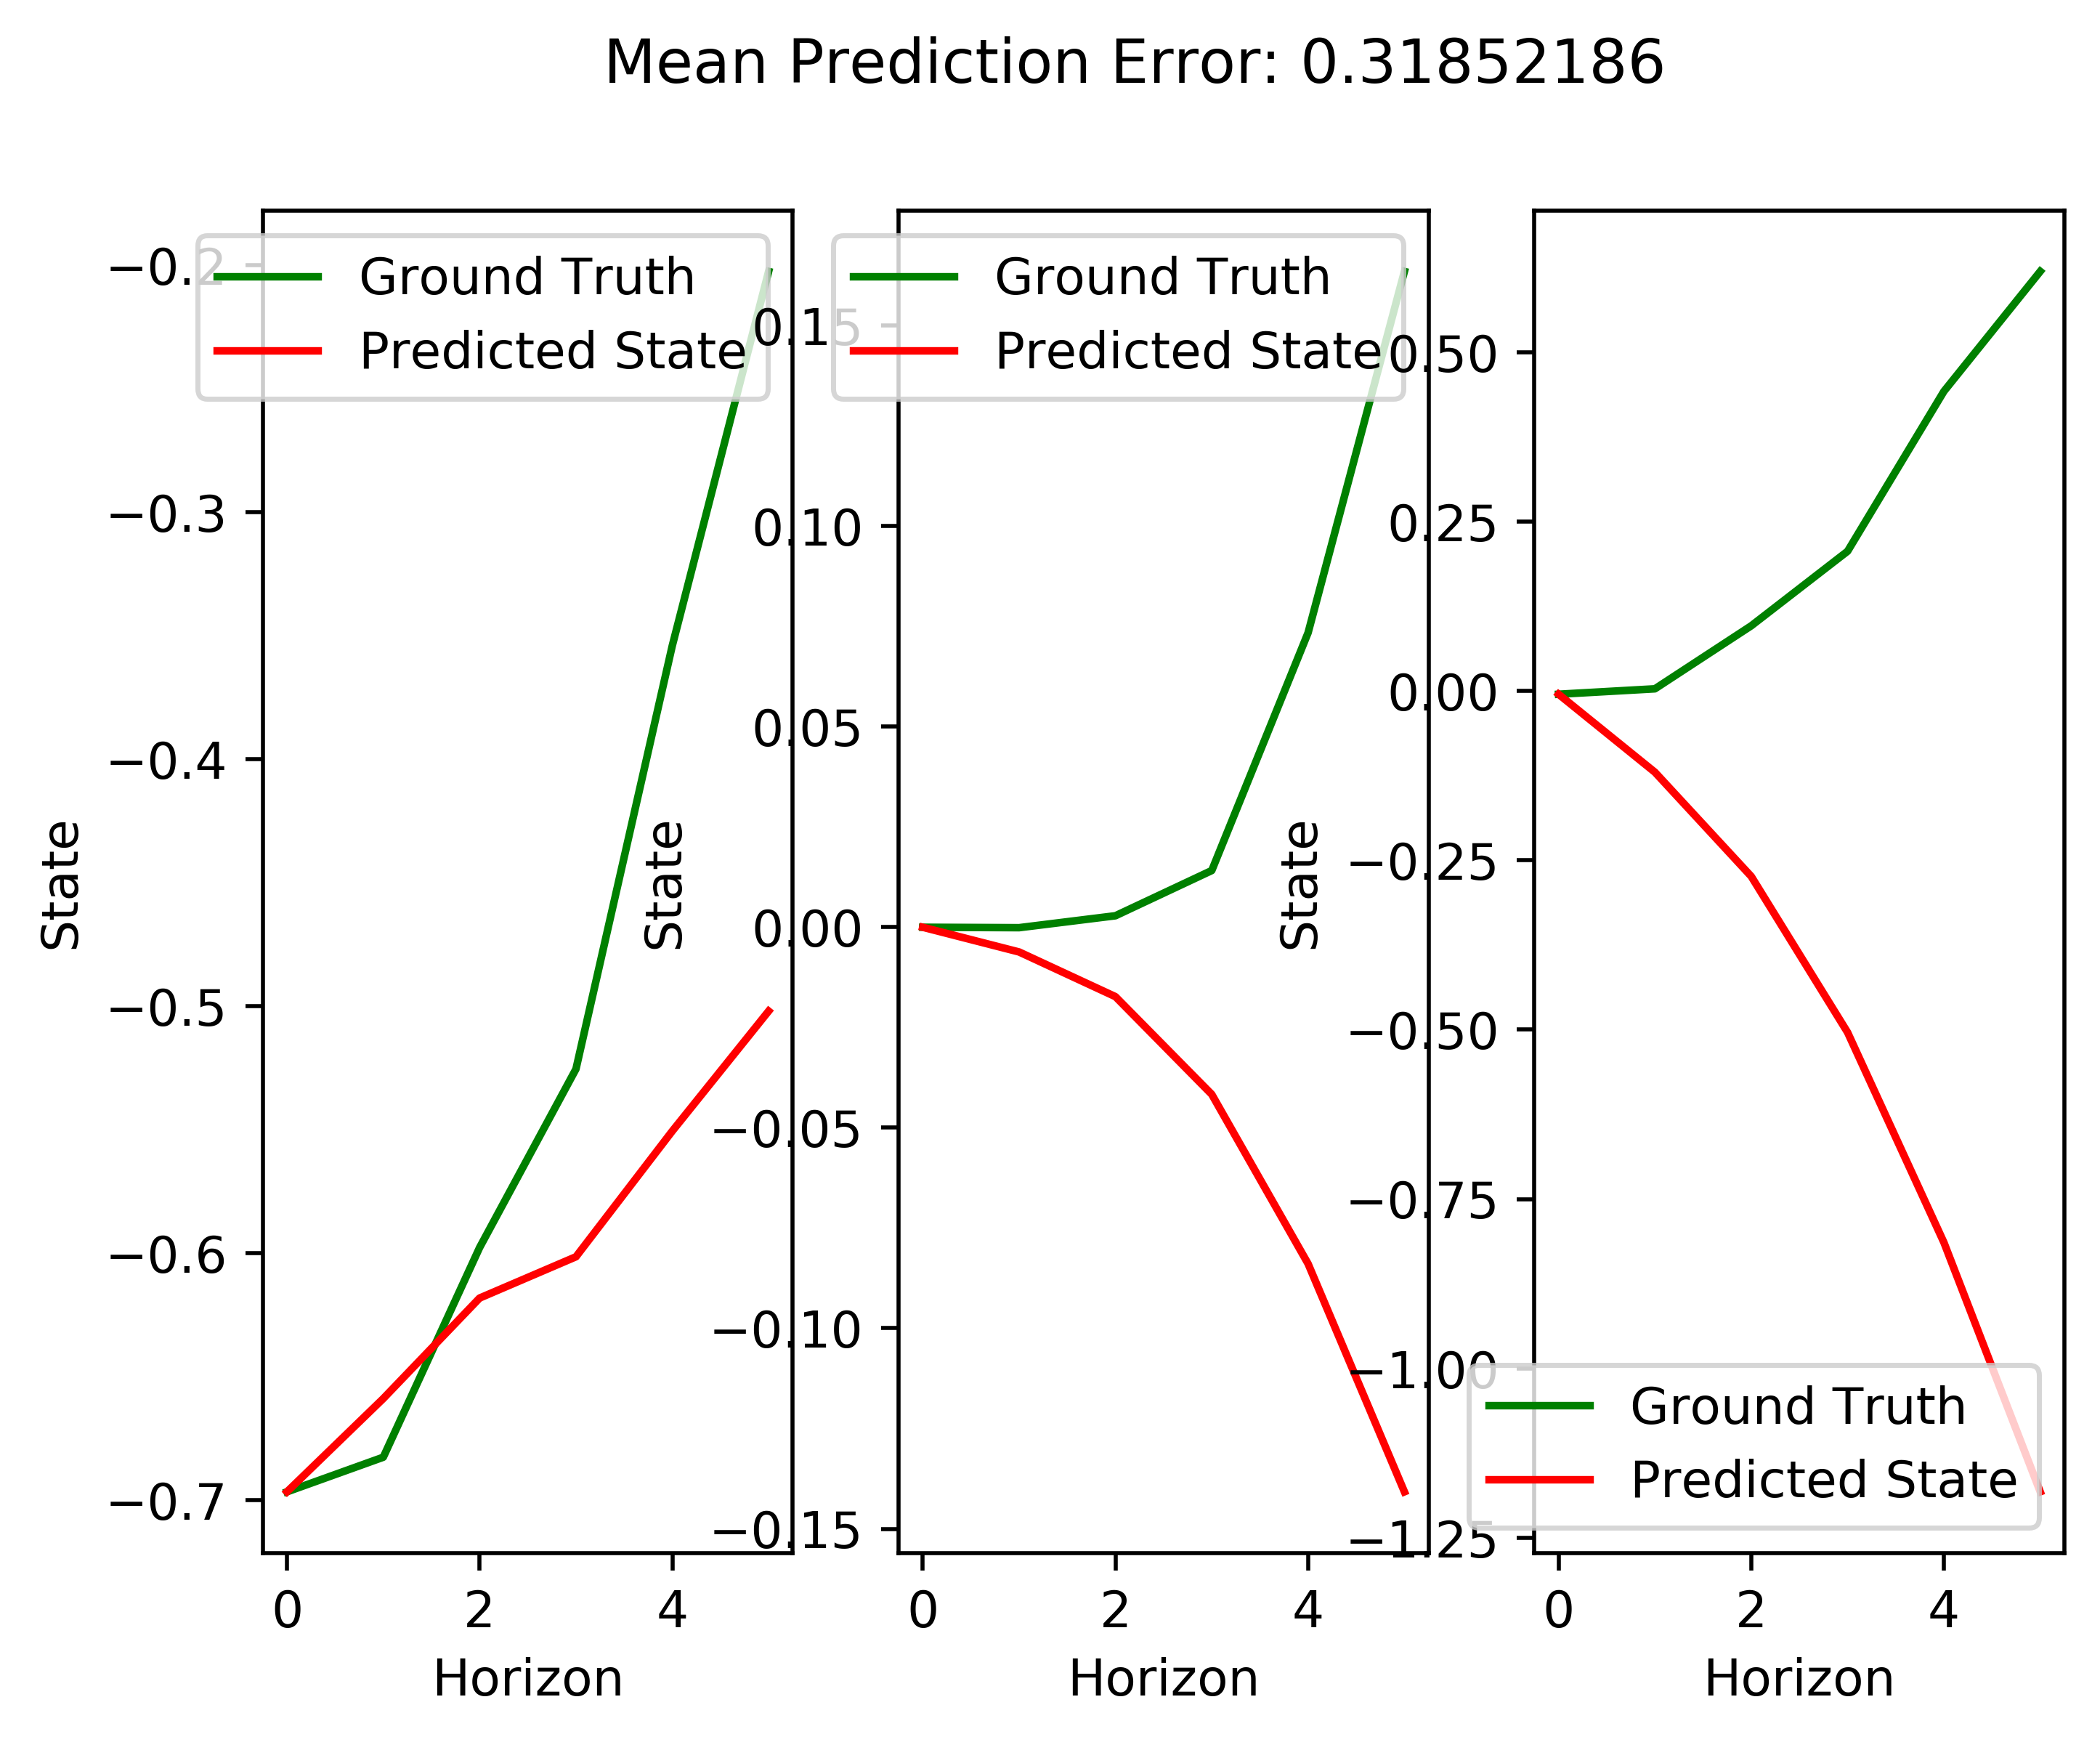 Mean Prediction Error: 0.31852186
Ground Truth
Predicted State
−0.2
−0.3
−0.4
−0.5
−0.6
−0.7
State
0
2
4
Horizon
Ground Truth
Predicted State
0.15
0.10
0.05
0.00
−0.05
−0.10
−0.15
State
0
2
4
Horizon
0.50
0.25
0.00
−0.25
−0.50
−0.75
−1.00
−1.25
State
Ground Truth
Predicted State
0
2
4
Horizon